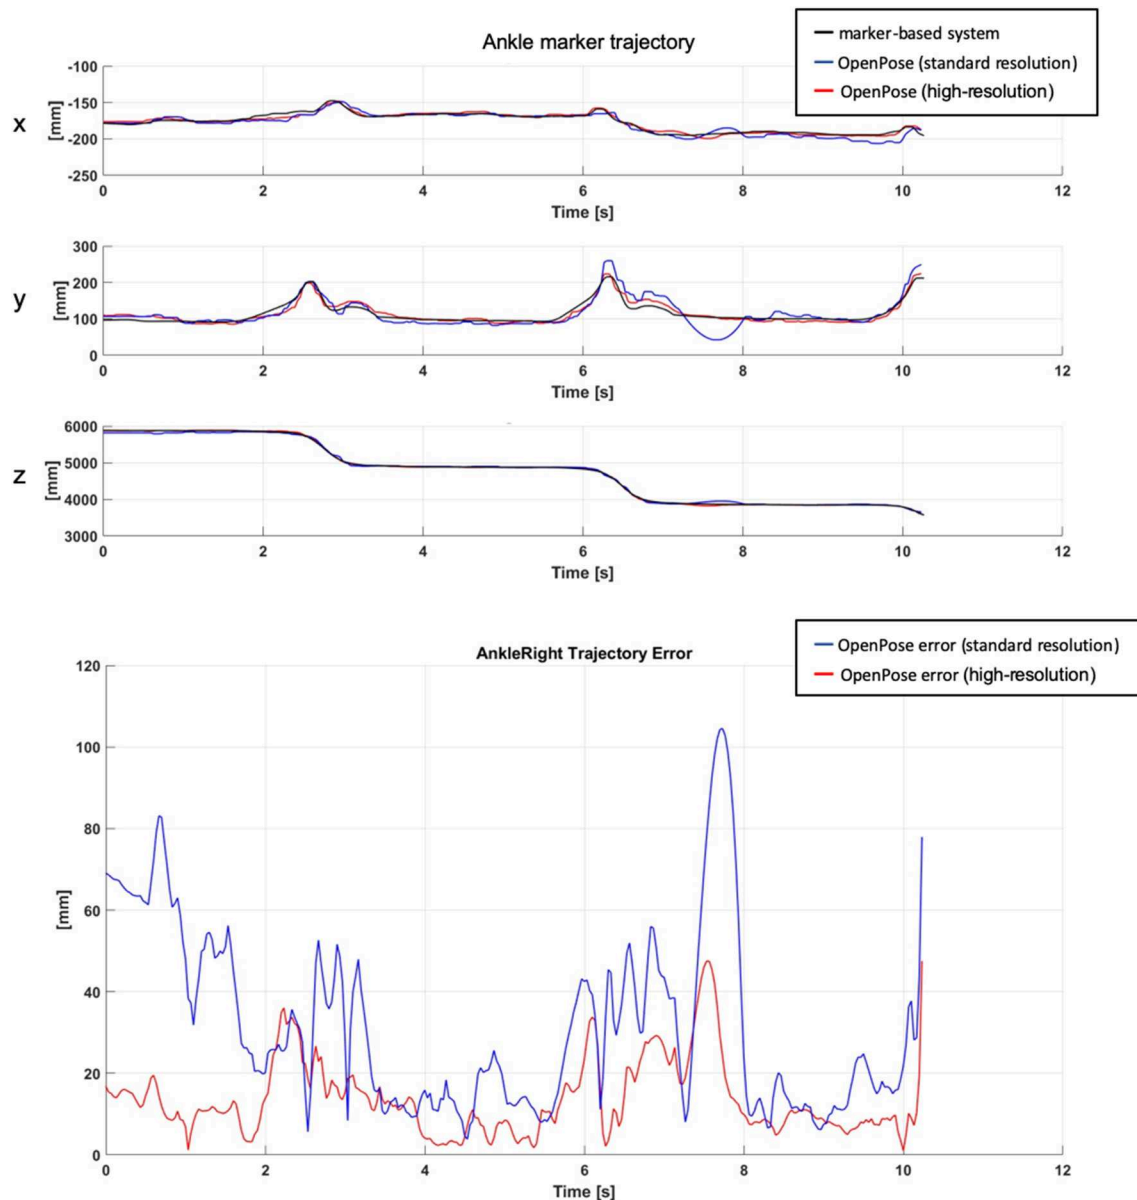 Ankle marker trajectory
marker-based system
OpenPose (standard resolution)
OpenPose (high-resolution)
x
[mm]
-100
-150
-200
-250
0 2 4 6 8 10 12
Time [s]
y
[mm]
300
200
100
0
0 2 4 6 8 10 12
Time [s]
z
[mm]
6000
5000
4000
3000
0 2 4 6 8 10 12
Time [s]
OpenPose error (standard resolution)
OpenPose error (high-resolution)
AnkleRight Trajectory Error
[mm]
120
100
80
60
40
20
0
0 2 4 6 8 10 12
Time [s]